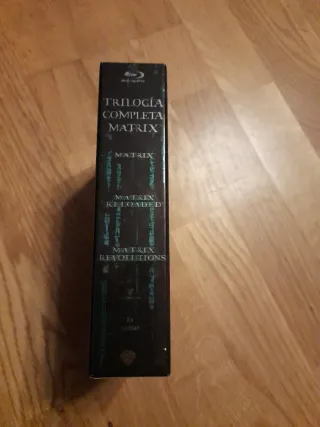 TRILOGÍA
COMPLETA
MATRIX
MATRIX
MATRIX
RELOADED
MATRIX
REVOLUTIONS